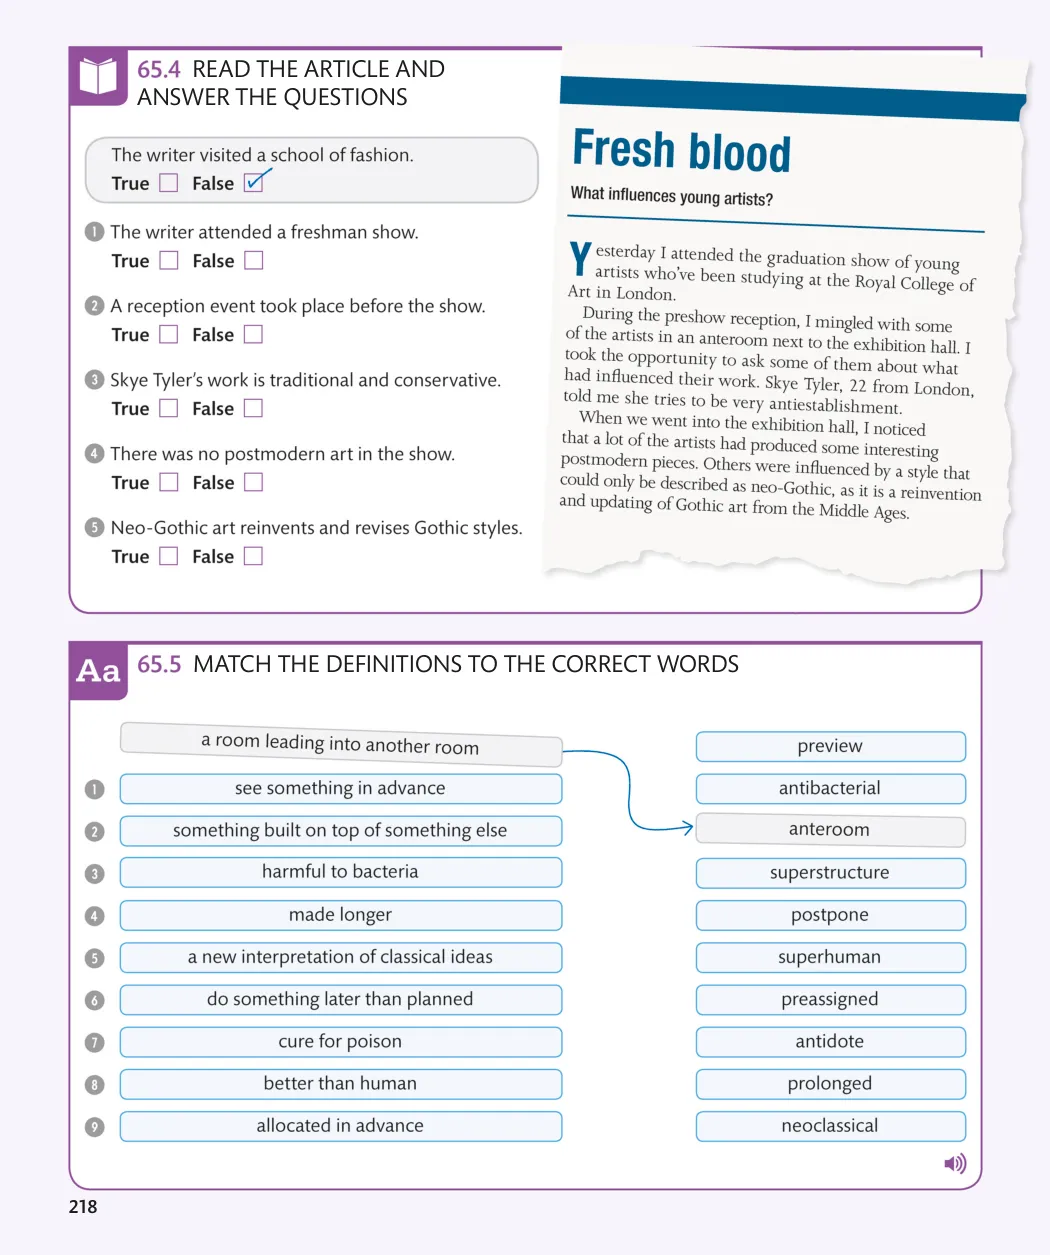 65.4 READ THE ARTICLE AND
ANSWER THE QUESTIONS
The writer visited a school of fashion.
True False
1 The writer attended a freshman show.
True False
2 A reception event took place before the show.
True False
3 Skye Tyler's work is traditional and conservative.
True False
4 There was no postmodern art in the show.
True False
5 Neo-Gothic art reinvents and revises Gothic styles.
True False
Fresh blood
What influences young artists?
Yesterday I attended the graduation show of young
artists who've been studying at the Royal College of
Art in London.
During the preshow reception, I mingled with some
of the artists in an anteroom next to the exhibition hall. I
took the opportunity to ask some of them about what
had influenced their work. Skye Tyler, 22 from London,
told me she tries to be very antiestablishment.
When we went into the exhibition hall, I noticed
that a lot of the artists had produced some interesting
postmodern pieces. Others were influenced by a style that
could only be described as neo-Gothic, as it is a reinvention
and updating of Gothic art from the Middle Ages.
Aa 65.5 MATCH THE DEFINITIONS TO THE CORRECT WORDS
a room leading into another room
1 see something in advance
2 something built on top of something else
3 harmful to bacteria
4 made longer
5 a new interpretation of classical ideas
6 do something later than planned
7 cure for poison
8 better than human
9 allocated in advance
preview
antibacterial
anteroom
superstructure
postpone
superhuman
preassigned
antidote
prolonged
neoclassical
218